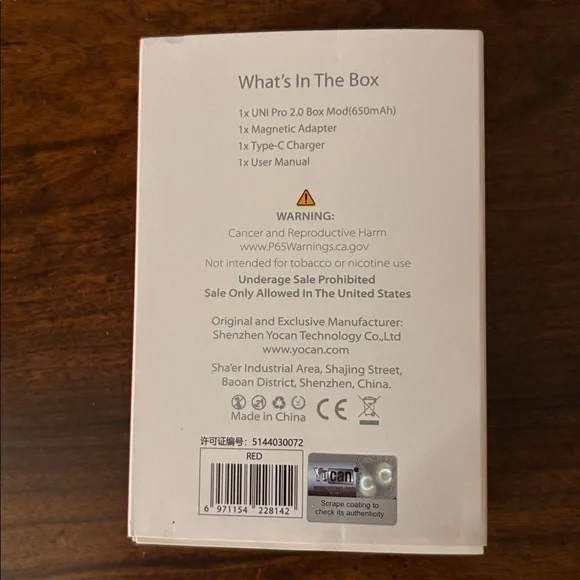 What's In The Box
1x UNI Pro 2.0 Box Mod(650mAh)
1x Magnetic Adapter
1x Type-C Charger
1x User Manual
WARNING:
Cancer and Reproductive Harm
www.P65Warnings.ca.gov
Not intended for tobacco or nicotine use
Underage Sale Prohibited
Sale Only Allowed In The United States
Original and Exclusive Manufacturer:
Shenzhen Yocan Technology Co.,Ltd
www.yocan.com
Sha'er Industrial Area, Shajing Street,
Baoan District, Shenzhen, China.
Made in China
CE
许可证编号: 5144030072
RED
6 971154 228142
Yocan
Scrape coating to
check its authenticity